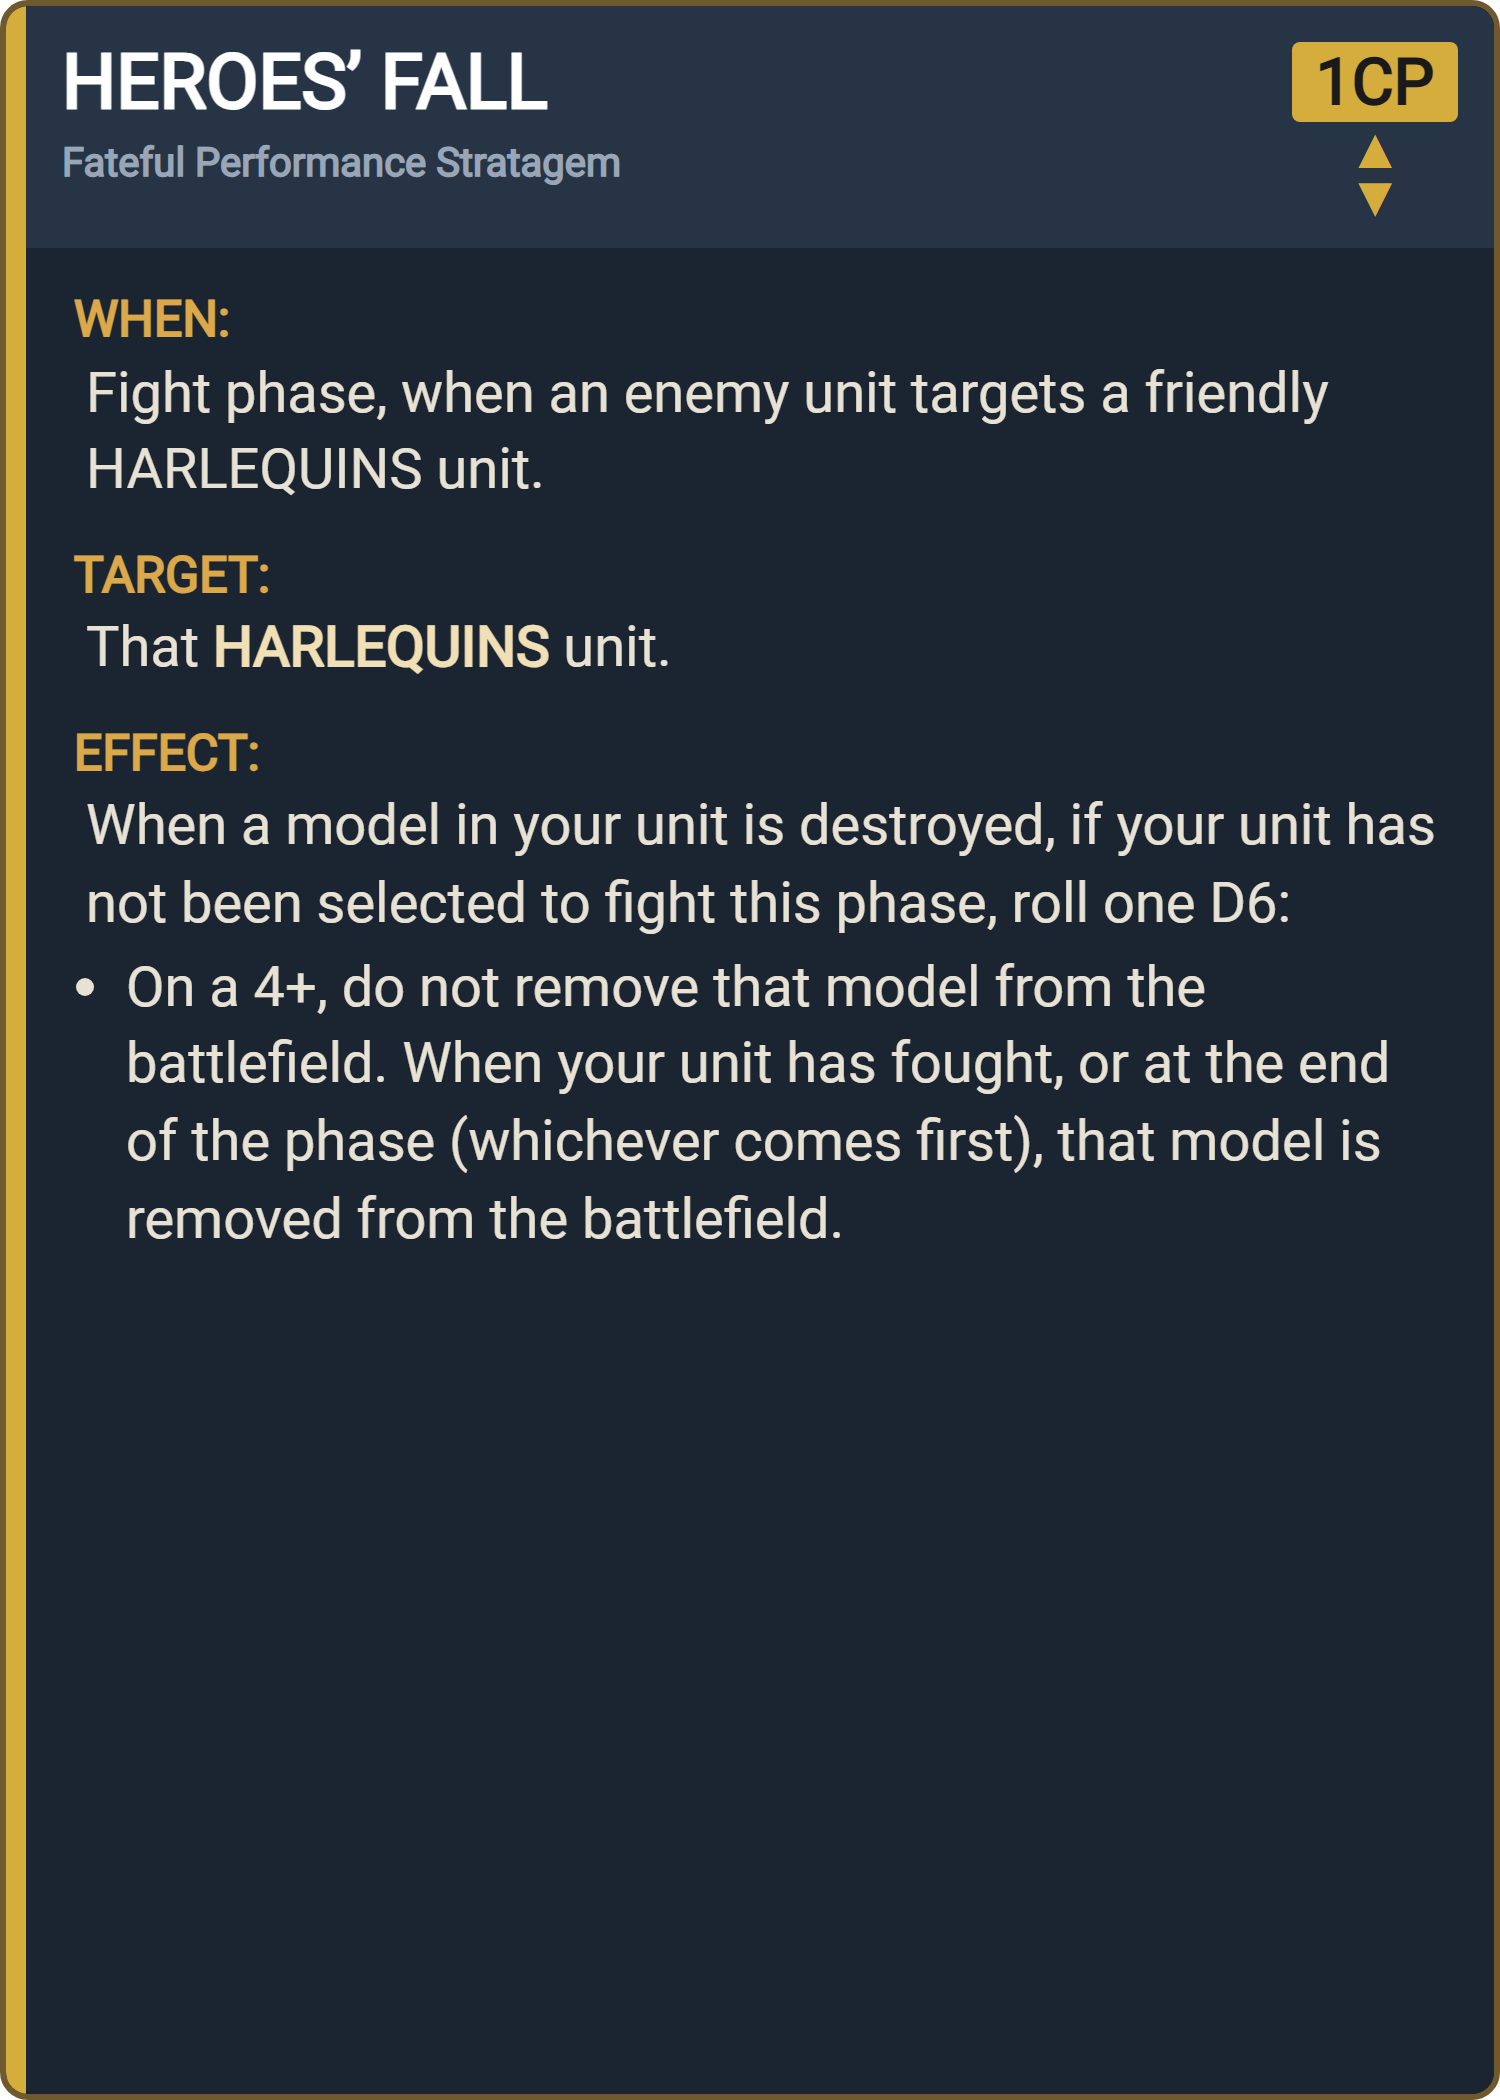 HEROES’ FALL
1CP
Fateful Performance Stratagem
▲
▼
WHEN:
Fight phase, when an enemy unit targets a friendly
HARLEQUINS unit.
TARGET:
That HARLEQUINS unit.
EFFECT:
When a model in your unit is destroyed, if your unit has
not been selected to fight this phase, roll one D6:
• On a 4+, do not remove that model from the
battlefield. When your unit has fought, or at the end
of the phase (whichever comes first), that model is
removed from the battlefield.